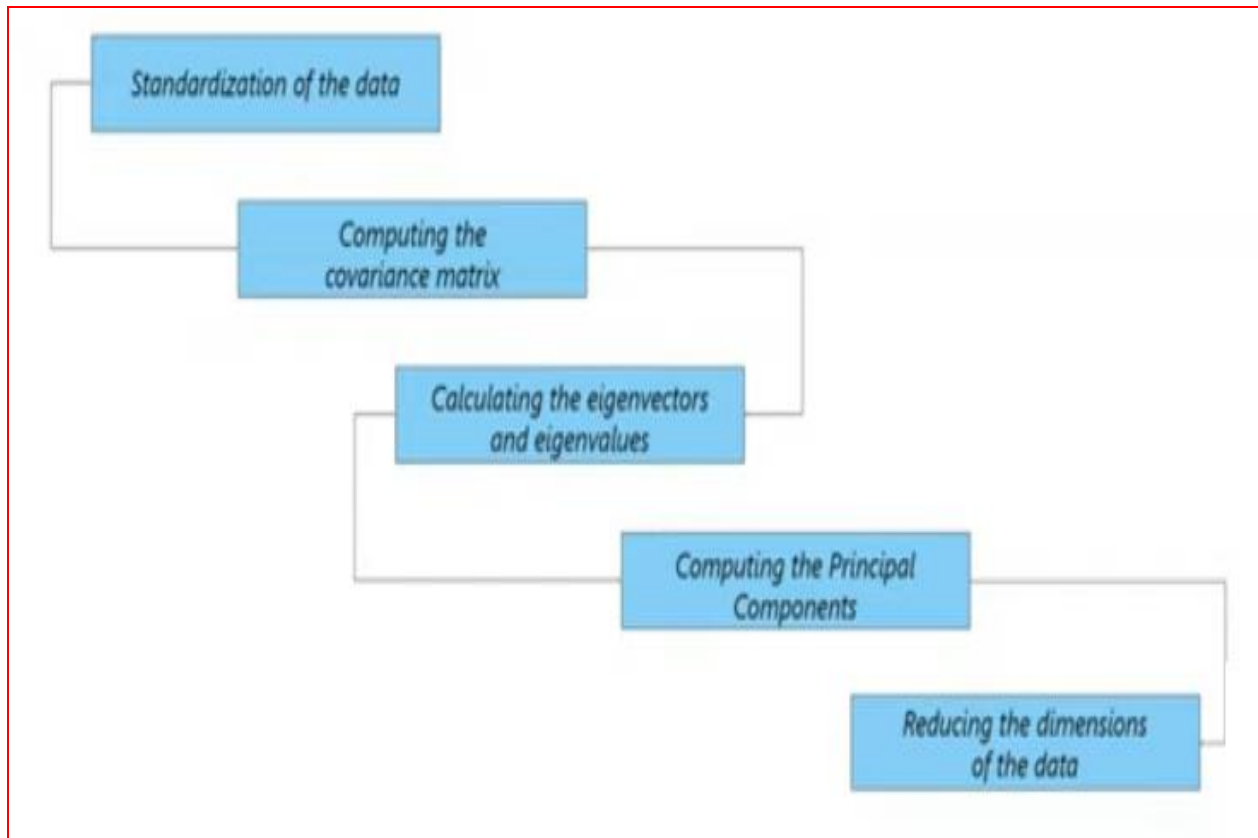 Standardization of the data
Computing the
covariance matrix
Calculating the eigenvectors
and eigenvalues
Computing the Principal
Components
Reducing the dimensions
of the data